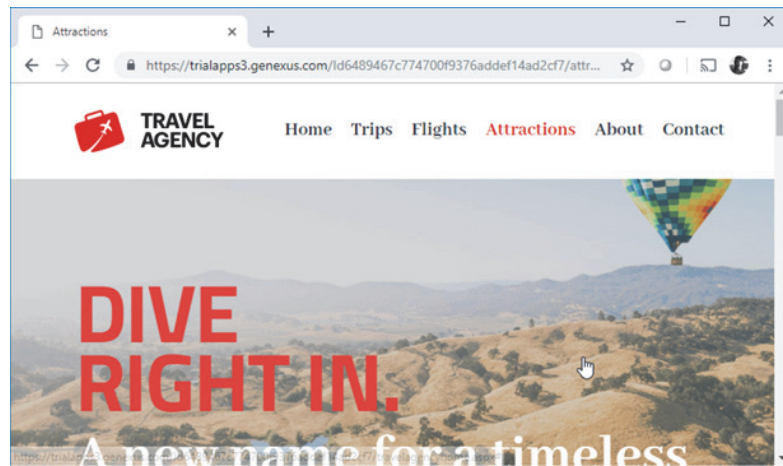 Attractions
https://trialapps3.genexus.com/Id6489467c774700f9376addef14ad2cf7/attr...
TRAVEL
AGENCY
Home Trips Flights Attractions About Contact
DIVE
RIGHT IN.
A new name for a timeless